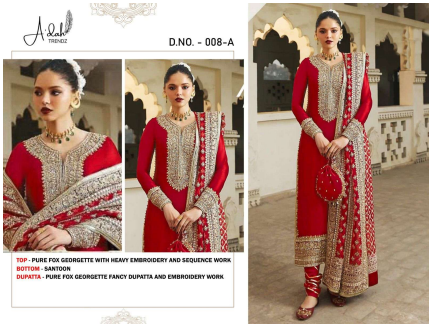 A'dah
TRENDZ
D.NO. - 008-A
TOP - PURE FOX GEORGETTE WITH HEAVY EMBROIDERY AND SEQUENCE WORK
BOTTOM - SANTOON
DUPATTA - PURE FOX GEORGETTE FANCY DUPATTA AND EMBROIDERY WORK